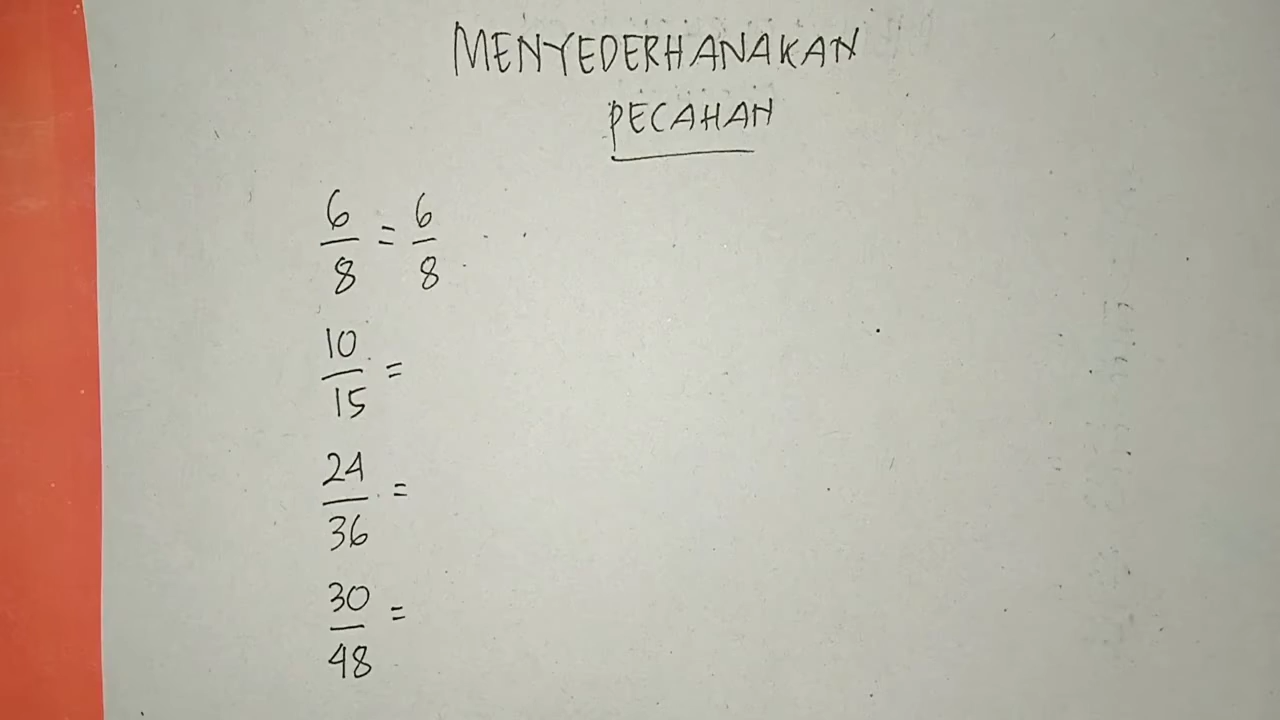 MENYEDERHANAKAN
PECAHAN
6/8 = 6/8
10/15 =
24/36 =
30/48 =